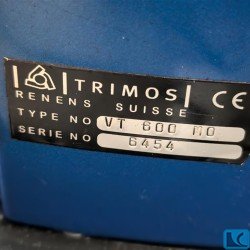 TRIMOS CE
RENENS SUISSE
TYPE NO VT 600 MO
SERIE NO 6454